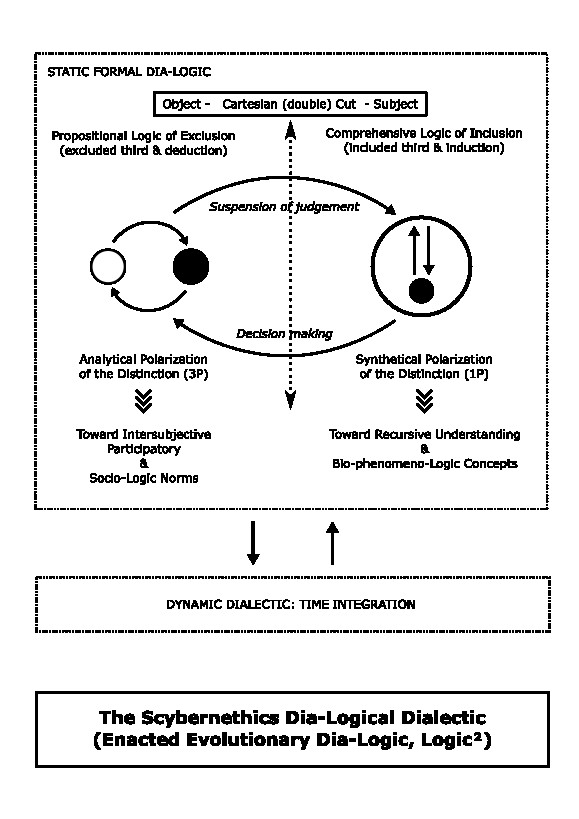 STATIC FORMAL DIA-LOGIC
Object - Cartesian (double) Cut - Subject
Propositional Logic of Exclusion
(excluded third & deduction)
Comprehensive Logic of Inclusion
(included third & induction)
Suspension of judgement
Decision making
Analytical Polarization
of the Distinction (3P)
Synthetical Polarization
of the Distinction (1P)
Toward Intersubjective
Participatory
&
Socio-Logic Norms
Toward Recursive Understanding
&
Bio-phenomeno-Logic Concepts
DYNAMIC DIALECTIC: TIME INTEGRATION
The Scybernethics Dia-Logical Dialectic
(Enacted Evolutionary Dia-Logic, Logic²)